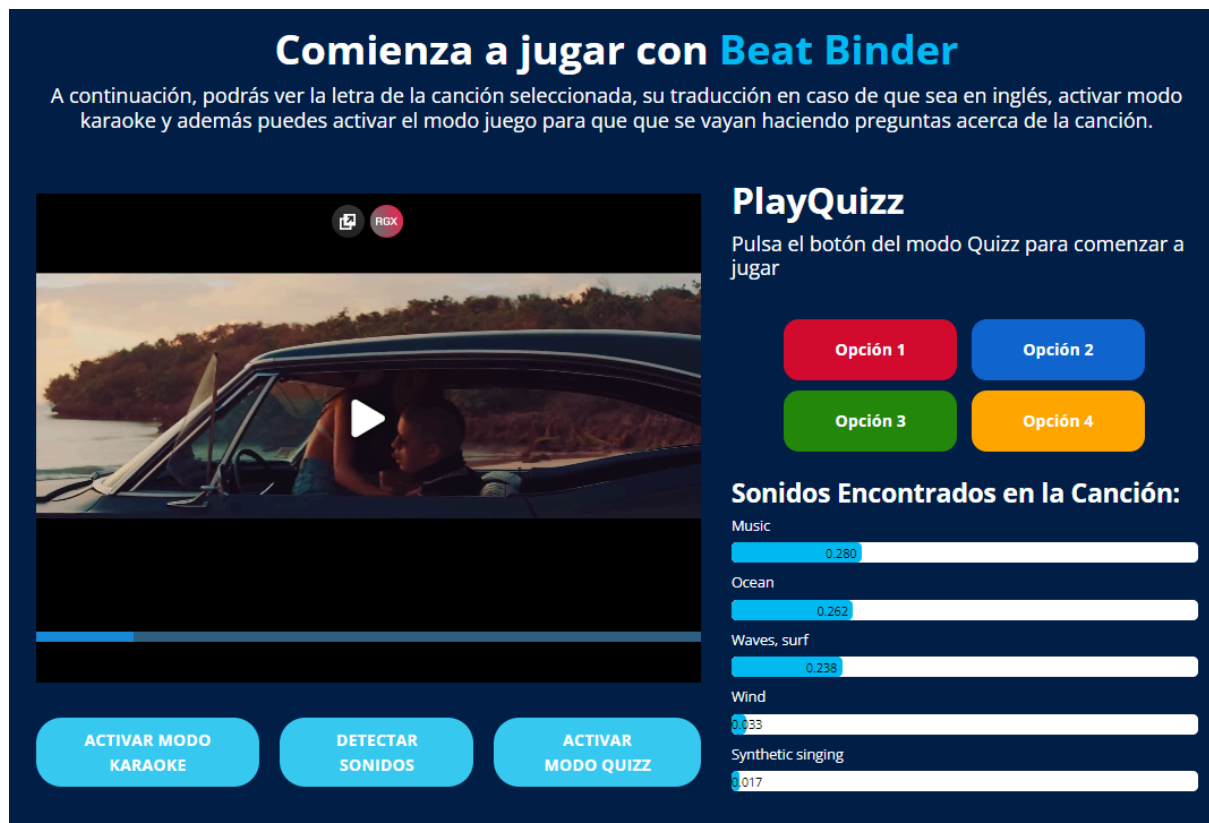 Comienza a jugar con Beat Binder
A continuación, podrás ver la letra de la canción seleccionada, su traducción en caso de que sea en inglés, activar modo
karaoke y además puedes activar el modo juego para que que se vayan haciendo preguntas acerca de la canción.
RGX
ACTIVAR MODO
KARAOKE
DETECTAR
SONIDOS
ACTIVAR
MODO QUIZZ
PlayQuizz
Pulsa el botón del modo Quizz para comenzar a
jugar
Opción 1
Opción 2
Opción 3
Opción 4
Sonidos Encontrados en la Canción:
Music
0.280
Ocean
0.262
Waves, surf
0.238
Wind
0.033
Synthetic singing
0.017